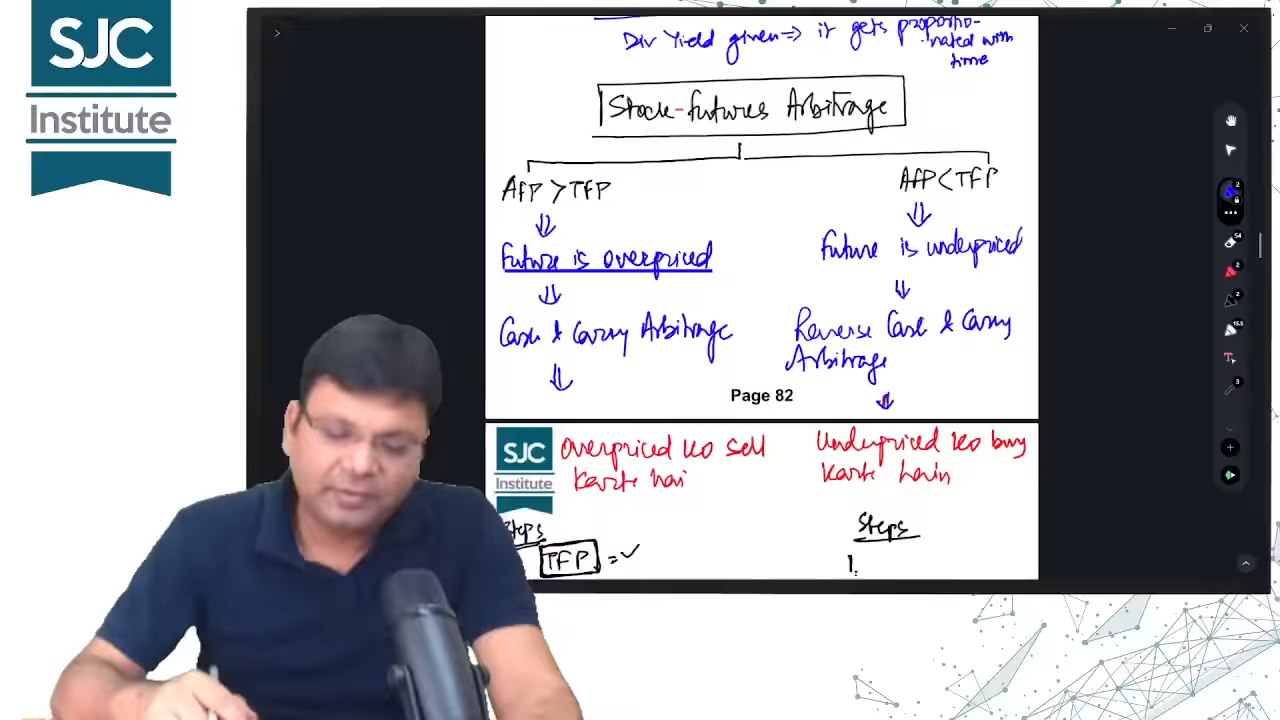 SJC
Institute
Div Yield given ⇒ it gets proportio-
nated with
time
Stock-futures Arbitrage
AFP > TFP
AFP < TFP
Future is overpriced
Future is underpriced
Cash & Carry Arbitrage
Reverse Cash & Carry
Arbitrage
Page 82
SJC
Institute
Overpriced ko sell
karte hai
Underpriced ko buy
karte hain
Steps
TFP = ✓
Steps
1.